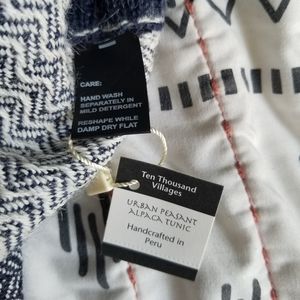 CARE:
HAND WASH
SEPARATELY IN
MILD DETERGENT
RESHAPE WHILE
DAMP DRY FLAT
Ten Thousand
Villages
URBAN PEASANT
ALPACA TUNIC
Handcrafted in
Peru